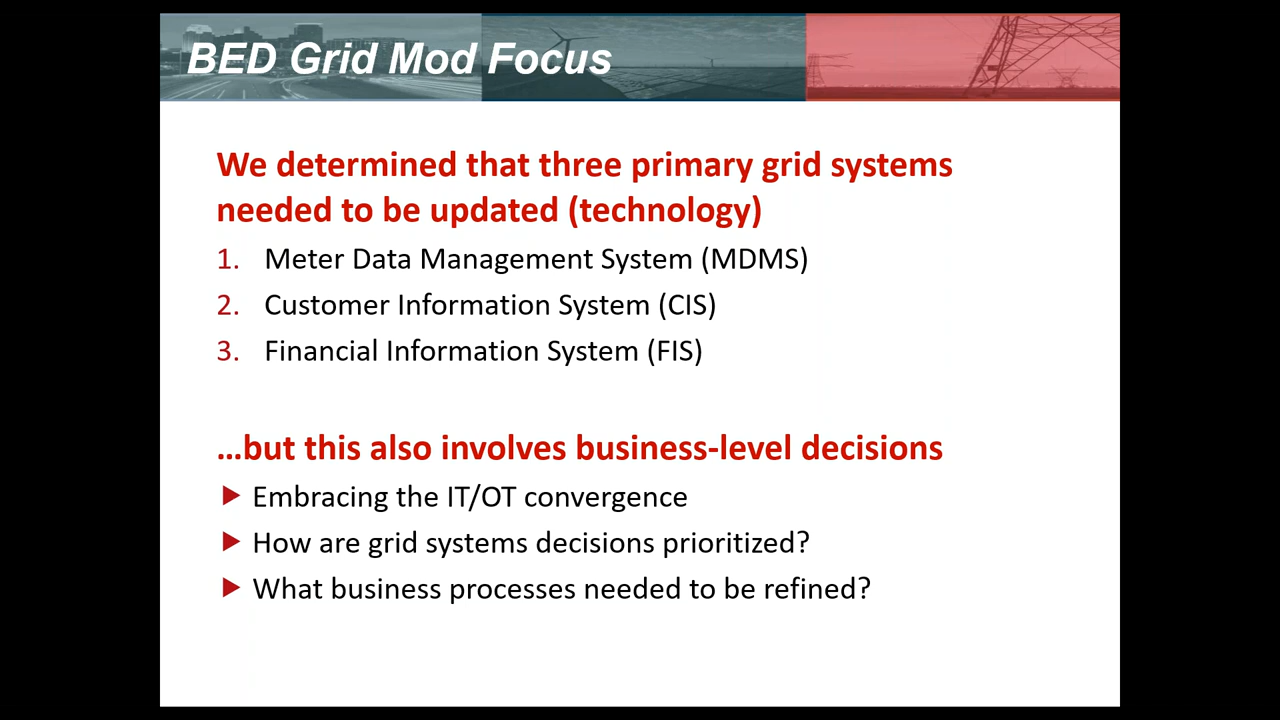 BED Grid Mod Focus
We determined that three primary grid systems
needed to be updated (technology)
1. Meter Data Management System (MDMS)
2. Customer Information System (CIS)
3. Financial Information System (FIS)
...but this also involves business-level decisions
Embracing the IT/OT convergence
How are grid systems decisions prioritized?
What business processes needed to be refined?